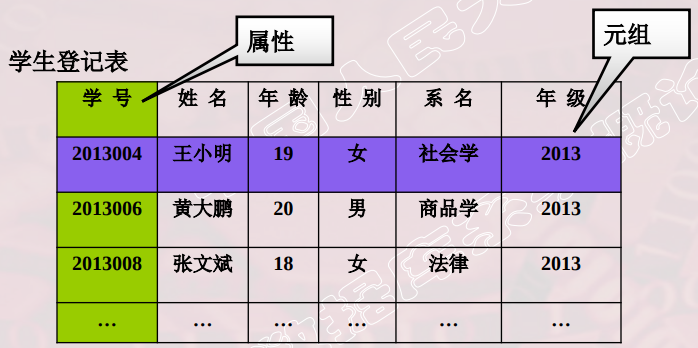 属性
元组
学生登记表
学 号 姓 名 年 龄 性 别 系 名 年 级
2013004 王小明 19 女 社会学 2013
2013006 黄大鹏 20 男 商品学 2013
2013008 张文斌 18 女 法律 2013
… … … … … …